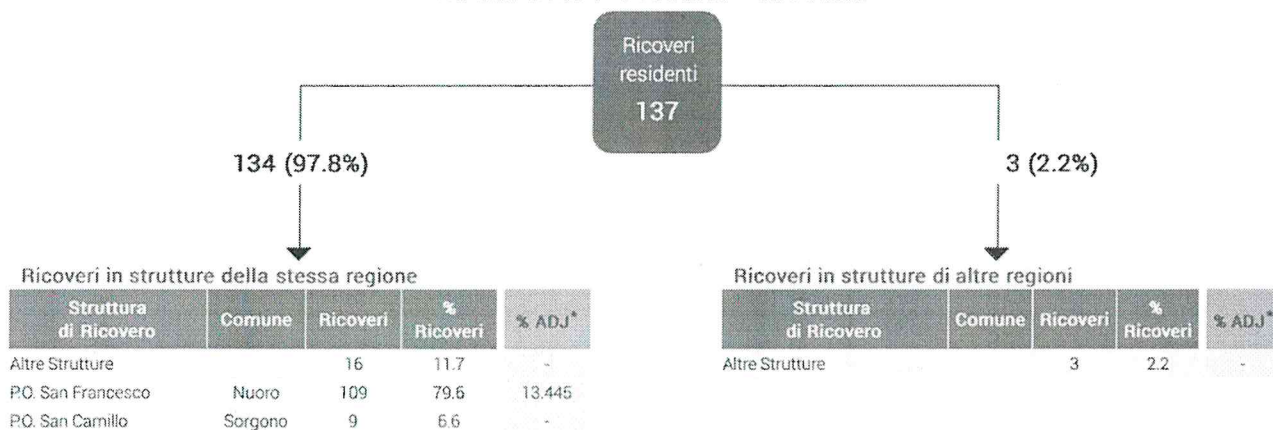 Ricoveri
residenti
137
134 (97.8%)
3 (2.2%)
Ricoveri in strutture della stessa regione
Struttura di Ricovero Comune Ricoveri % Ricoveri % ADJ*
Altre Strutture 16 11.7 -
P.O. San Francesco Nuoro 109 79.6 13.445
P.O. San Camillo Sorgono 9 6.6 -
Ricoveri in strutture di altre regioni
Struttura di Ricovero Comune Ricoveri % Ricoveri % ADJ*
Altre Strutture 3 2.2 -